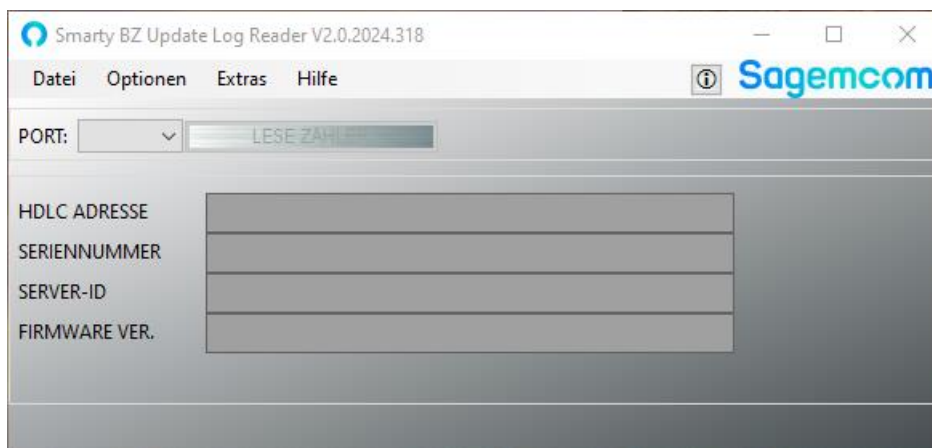 Smarty BZ Update Log Reader V2.0.2024.318
Datei Optionen Extras Hilfe
Sagemcom
PORT: LESE ZÄHLER
HDLC ADRESSE
SERIENNUMMER
SERVER-ID
FIRMWARE VER.